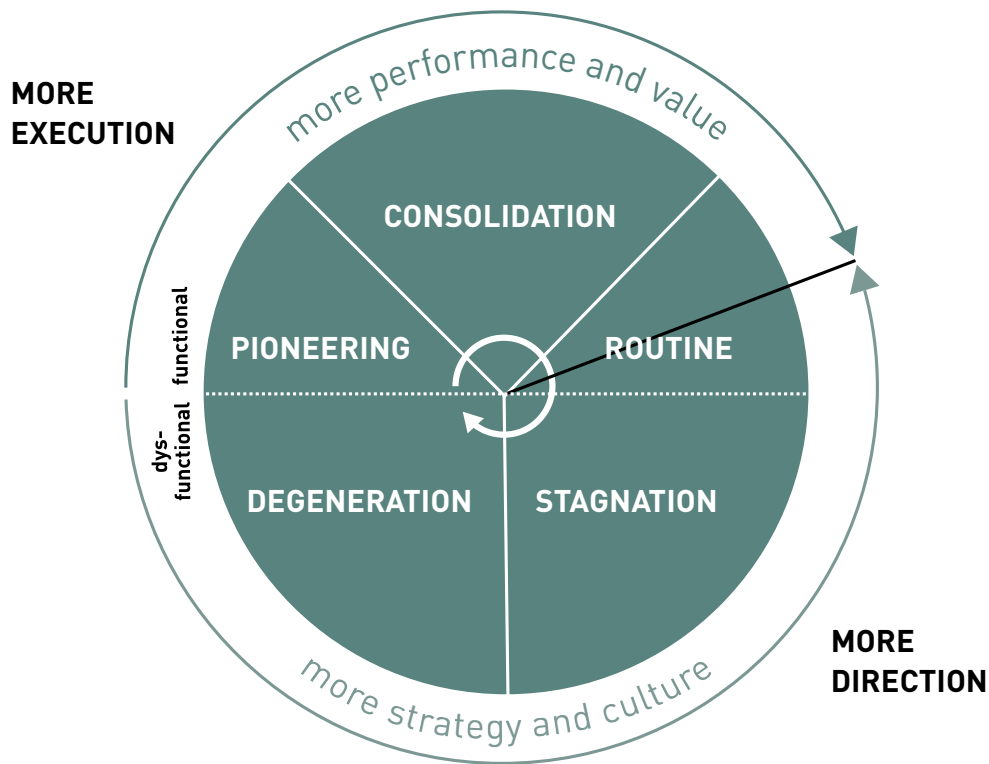 more performance and value
MORE
EXECUTION
CONSOLIDATION
functional
PIONEERING
ROUTINE
dys-
functional
DEGENERATION
STAGNATION
MORE
DIRECTION
more strategy and culture